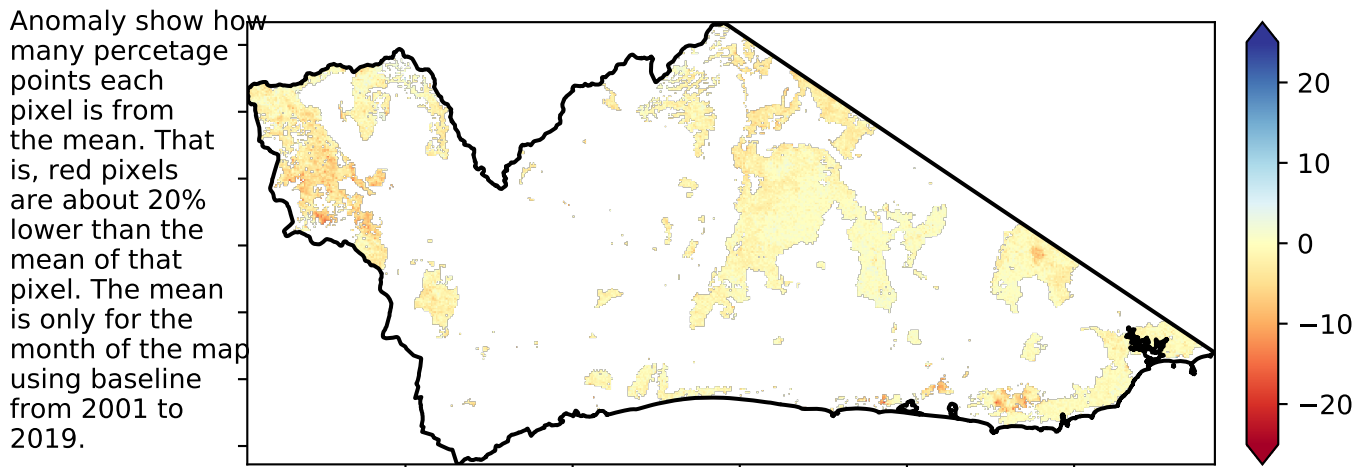 Anomaly show how
many percetage
points each
pixel is from
the mean. That
is, red pixels
are about 20%
lower than the
mean of that
pixel. The mean
is only for the
month of the map
using baseline
from 2001 to
2019.
20
10
0
−10
−20